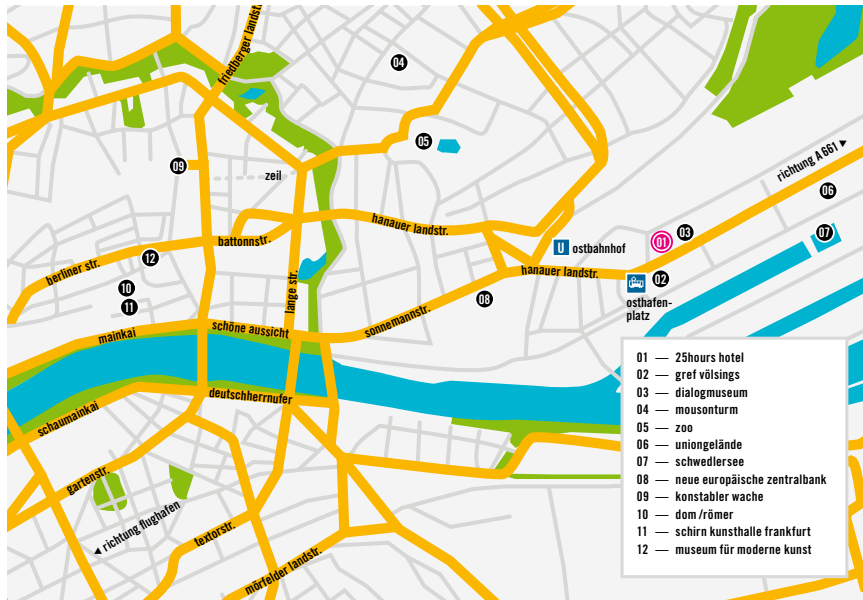 friedberger landstr.
04
05
zeil
09
richtung A 661
06
hanauer landstr.
03
01
07
battonnstr.
U ostbahnhof
12
berliner str.
hanauer landstr.
02
10
lange str.
08
osthafen-
platz
11
schöne aussicht
sonnemannstr.
mainkai
deutschherrnufer
schaumainkai
gartenstr.
richtung flughafen
textorstr.
mörfelder landstr.
01 — 25hours hotel
02 — gref völsings
03 — dialogmuseum
04 — mousonturm
05 — zoo
06 — uniongelände
07 — schwedlersee
08 — neue europäische zentralbank
09 — konstabler wache
10 — dom /römer
11 — schirn kunsthalle frankfurt
12 — museum für moderne kunst